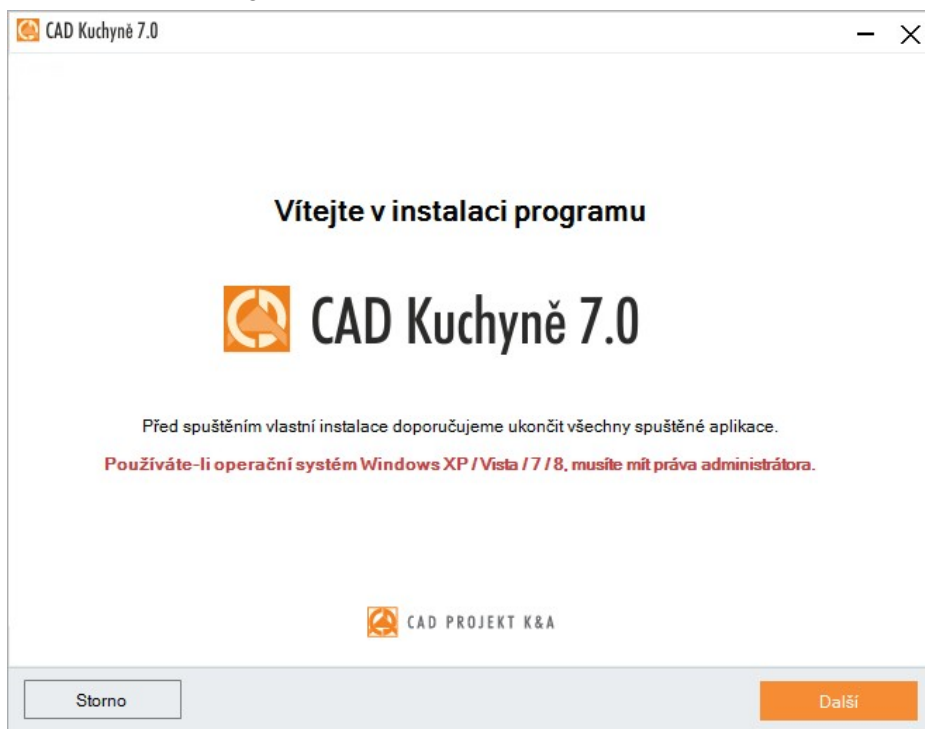 CAD Kuchyně 7.0
Vítejte v instalaci programu
CAD Kuchyně 7.0
Před spuštěním vlastní instalace doporučujeme ukončit všechny spuštěné aplikace.
Používáte-li operační systém Windows XP / Vista / 7 / 8, musíte mít práva administrátora.
CAD PROJEKT K&A
Storno
Další